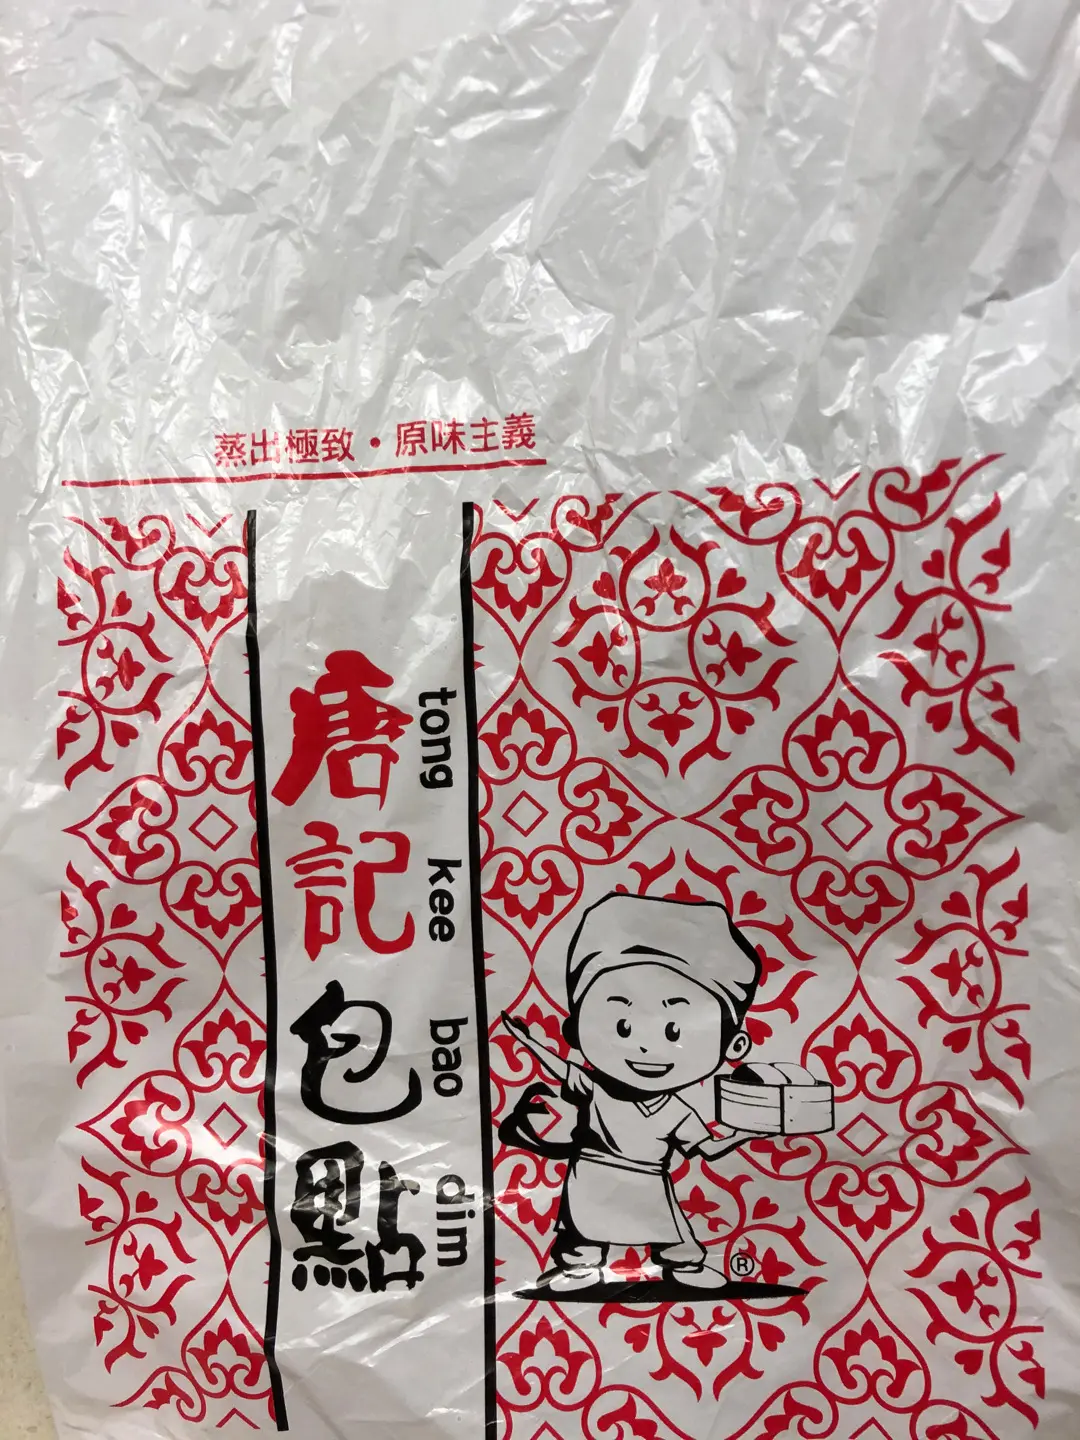 蒸出極致・原味主義
唐記包點
tong kee bao dim
®